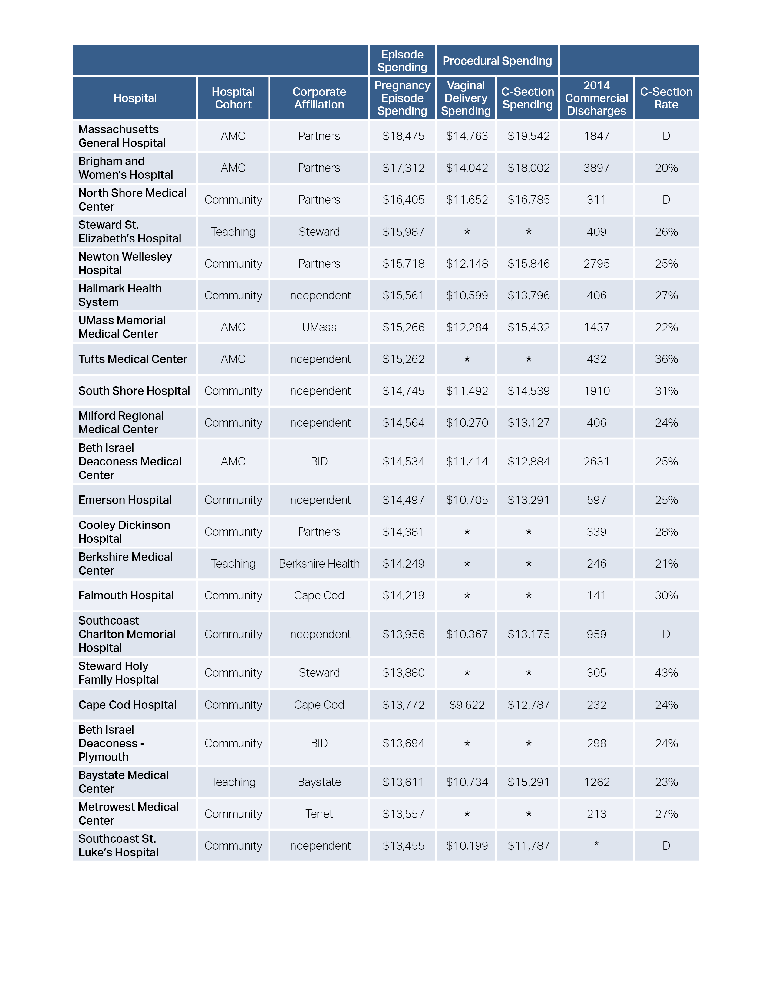 Episode
Spending
Procedural Spending
Hospital
Hospital
Cohort
Corporate
Affiliation
Pregnancy
Episode
Spending
Vaginal
Delivery
Spending
C-Section
Spending
2014
Commercial
Discharges
C-Section
Rate
Massachusetts
General Hospital
AMC
Partners
$18,475
$14,763
$19,542
1847
D
Brigham and
Women’s Hospital
AMC
Partners
$17,312
$14,042
$18,002
3897
20%
North Shore Medical
Center
Community
Partners
$16,405
$11,652
$16,785
311
D
Steward St.
Elizabeth’s Hospital
Teaching
Steward
$15,987
*
*
409
26%
Newton Wellesley
Hospital
Community
Partners
$15,718
$12,148
$15,846
2795
25%
Hallmark Health
System
Community
Independent
$15,561
$10,599
$13,796
406
27%
UMass Memorial
Medical Center
AMC
UMass
$15,266
$12,284
$15,432
1437
22%
Tufts Medical Center
AMC
Independent
$15,262
*
*
432
36%
South Shore Hospital
Community
Independent
$14,745
$11,492
$14,539
1910
31%
Milford Regional
Medical Center
Community
Independent
$14,564
$10,270
$13,127
406
24%
Beth Israel
Deaconess Medical
Center
AMC
BID
$14,534
$11,414
$12,884
2631
25%
Emerson Hospital
Community
Independent
$14,497
$10,705
$13,291
597
25%
Cooley Dickinson
Hospital
Community
Partners
$14,381
*
*
339
28%
Berkshire Medical
Center
Teaching
Berkshire Health
$14,249
*
*
246
21%
Falmouth Hospital
Community
Cape Cod
$14,219
*
*
141
30%
Southcoast
Charlton Memorial
Hospital
Community
Independent
$13,956
$10,367
$13,175
959
D
Steward Holy
Family Hospital
Community
Steward
$13,880
*
*
305
43%
Cape Cod Hospital
Community
Cape Cod
$13,772
$9,622
$12,787
232
24%
Beth Israel
Deaconess -
Plymouth
Community
BID
$13,694
*
*
298
24%
Baystate Medical
Center
Teaching
Baystate
$13,611
$10,734
$15,291
1262
23%
Metrowest Medical
Center
Community
Tenet
$13,557
*
*
213
27%
Southcoast St.
Luke’s Hospital
Community
Independent
$13,455
$10,199
$11,787
*
D